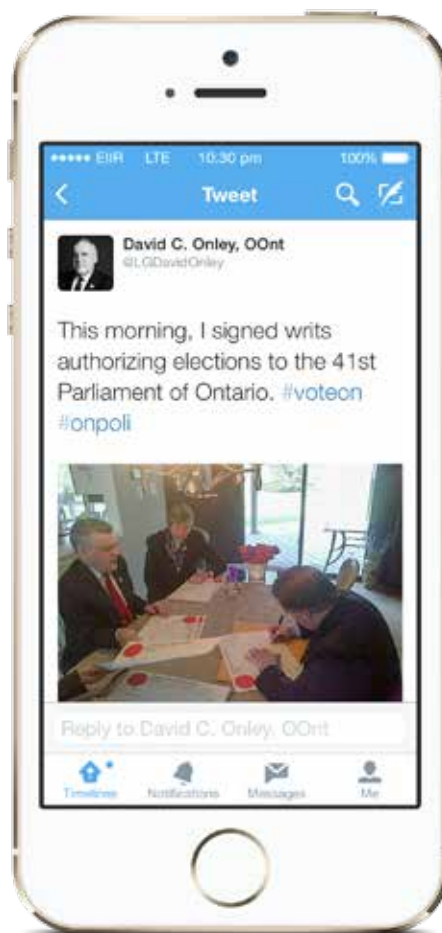 EIIR LTE 10:30 pm 100%
Tweet
David C. Onley, OOnt
@LGDavidOnley
This morning, I signed writs
authorizing elections to the 41st
Parliament of Ontario. #voteon
#onpoli
Reply to David C. Onley, OOnt
Timelines Notifications Messages Me